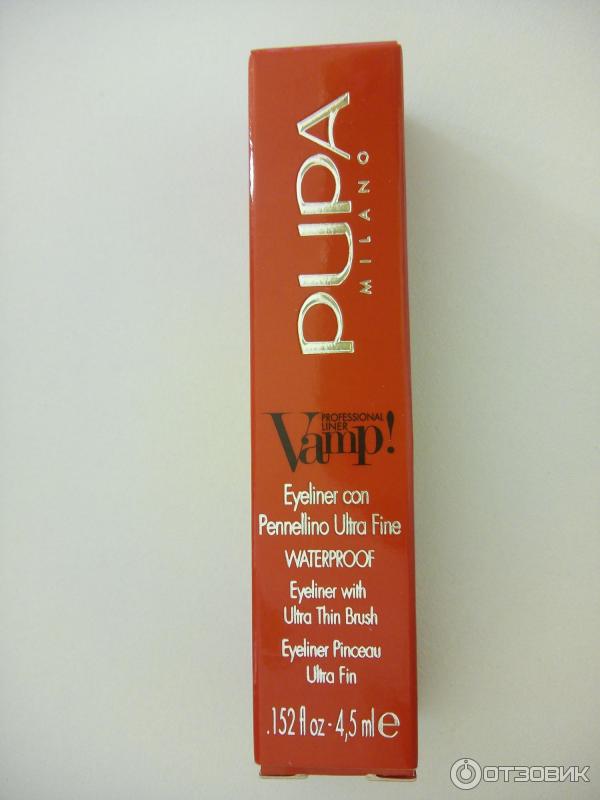 PUPA
MILANO
PROFESSIONAL
LINER
Vamp!
Eyeliner con
Pennellino Ultra Fine
WATERPROOF
Eyeliner with
Ultra Thin Brush
Eyeliner Pinceau
Ultra Fin
.152 fl oz - 4,5 ml e
ОТЗОВИК